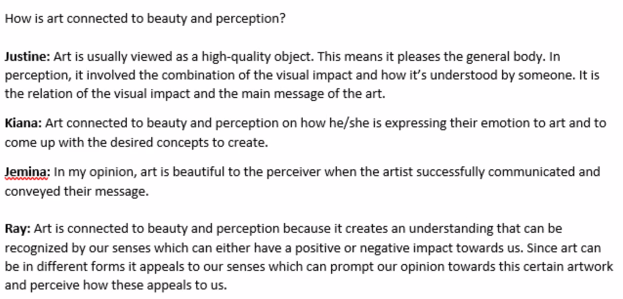 How is art connected to beauty and perception?
Justine: Art is usually viewed as a high-quality object. This means it pleases the general body. In
perception, it involved the combination of the visual impact and how it's understood by someone. It is
the relation of the visual impact and the main message of the art.
Kiana: Art connected to beauty and perception on how he/she is expressing their emotion to art and to
come up with the desired concepts to create.
Jemina: In my opinion, art is beautiful to the perceiver when the artist successfully communicated and
conveyed their message.
Ray: Art is connected to beauty and perception because it creates an understanding that can be
recognized by our senses which can either have a positive or negative impact towards us. Since art can
be in different forms it appeals to our senses which can prompt our opinion towards this certain artwork
and perceive how these appeals to us.